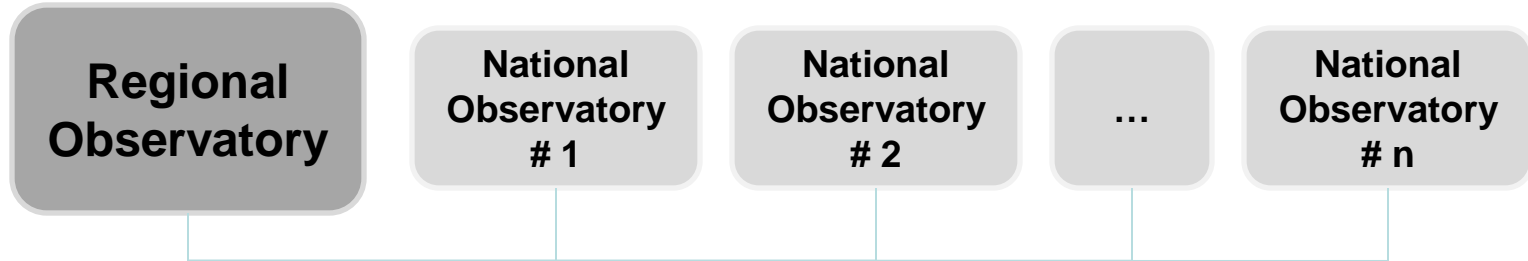 Regional
Observatory
National
Observatory
# 1
National
Observatory
# 2
…
National
Observatory
# n